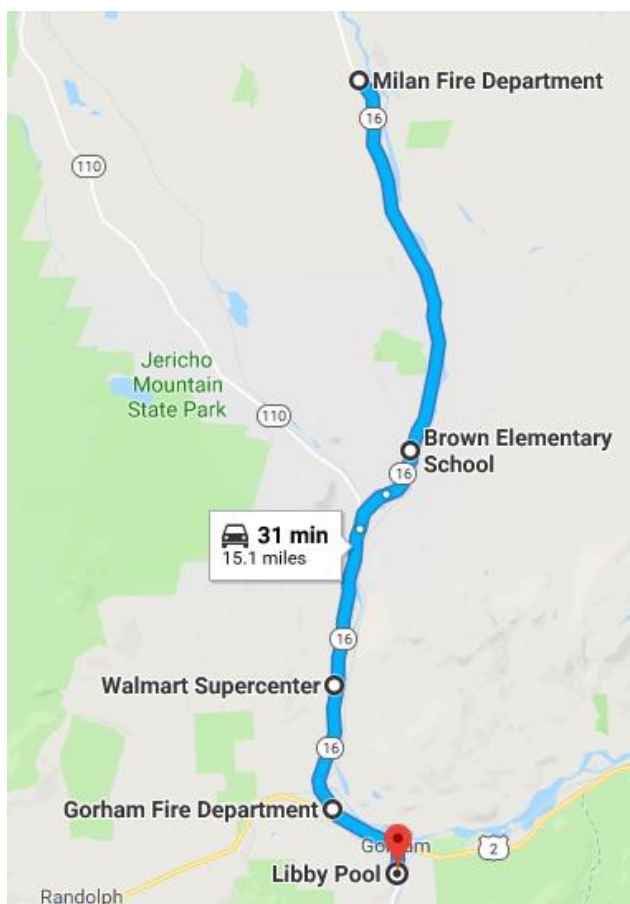 Milan Fire Department
16
110
Jericho
Mountain
State Park
110
Brown Elementary
School
16
31 min
15.1 miles
16
Walmart Supercenter
16
Gorham Fire Department
Gorham
2
Libby Pool
Randolph